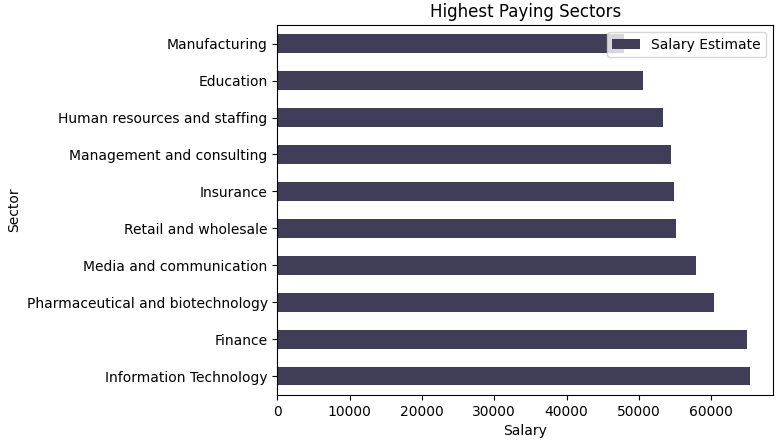 Highest Paying Sectors
Salary Estimate
Sector
Manufacturing
Education
Human resources and staffing
Management and consulting
Insurance
Retail and wholesale
Media and communication
Pharmaceutical and biotechnology
Finance
Information Technology
0 10000 20000 30000 40000 50000 60000
Salary